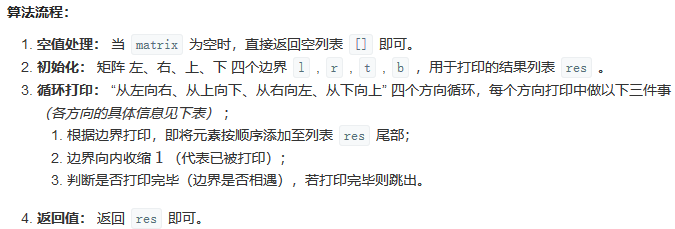 算法流程：
1. 空值处理： 当 matrix 为空时，直接返回空列表 [] 即可。
2. 初始化： 矩阵 左、右、上、下 四个边界 l , r , t , b ，用于打印的结果列表 res 。
3. 循环打印： “从左向右、从上向下、从右向左、从下向上” 四个方向循环，每个方向打印中做以下三件事
（各方向的具体信息见下表） ；
1. 根据边界打印，即将元素按顺序添加至列表 res 尾部；
2. 边界向内收缩 1 （代表已被打印）；
3. 判断是否打印完毕（边界是否相遇），若打印完毕则跳出。
4. 返回值： 返回 res 即可。